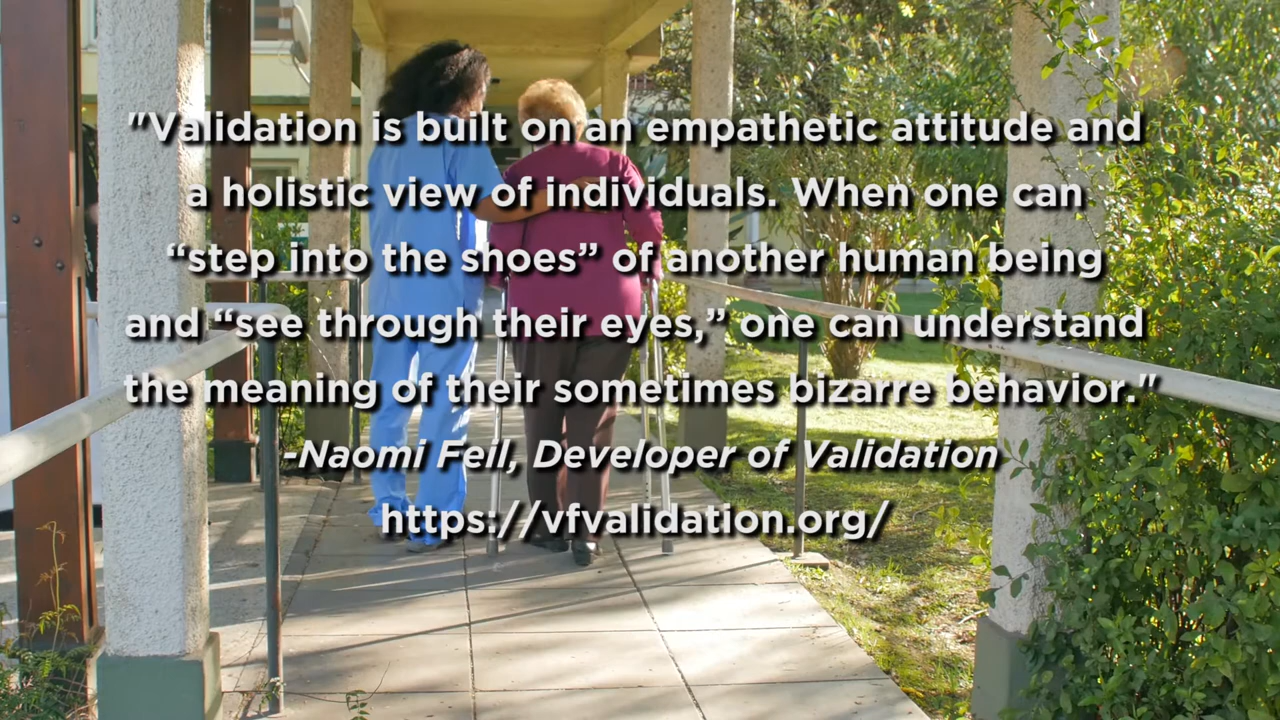 "Validation is built on an empathetic attitude and
a holistic view of individuals. When one can
“step into the shoes” of another human being
and “see through their eyes,” one can understand
the meaning of their sometimes bizarre behavior."
-Naomi Feil, Developer of Validation
https://vfvalidation.org/